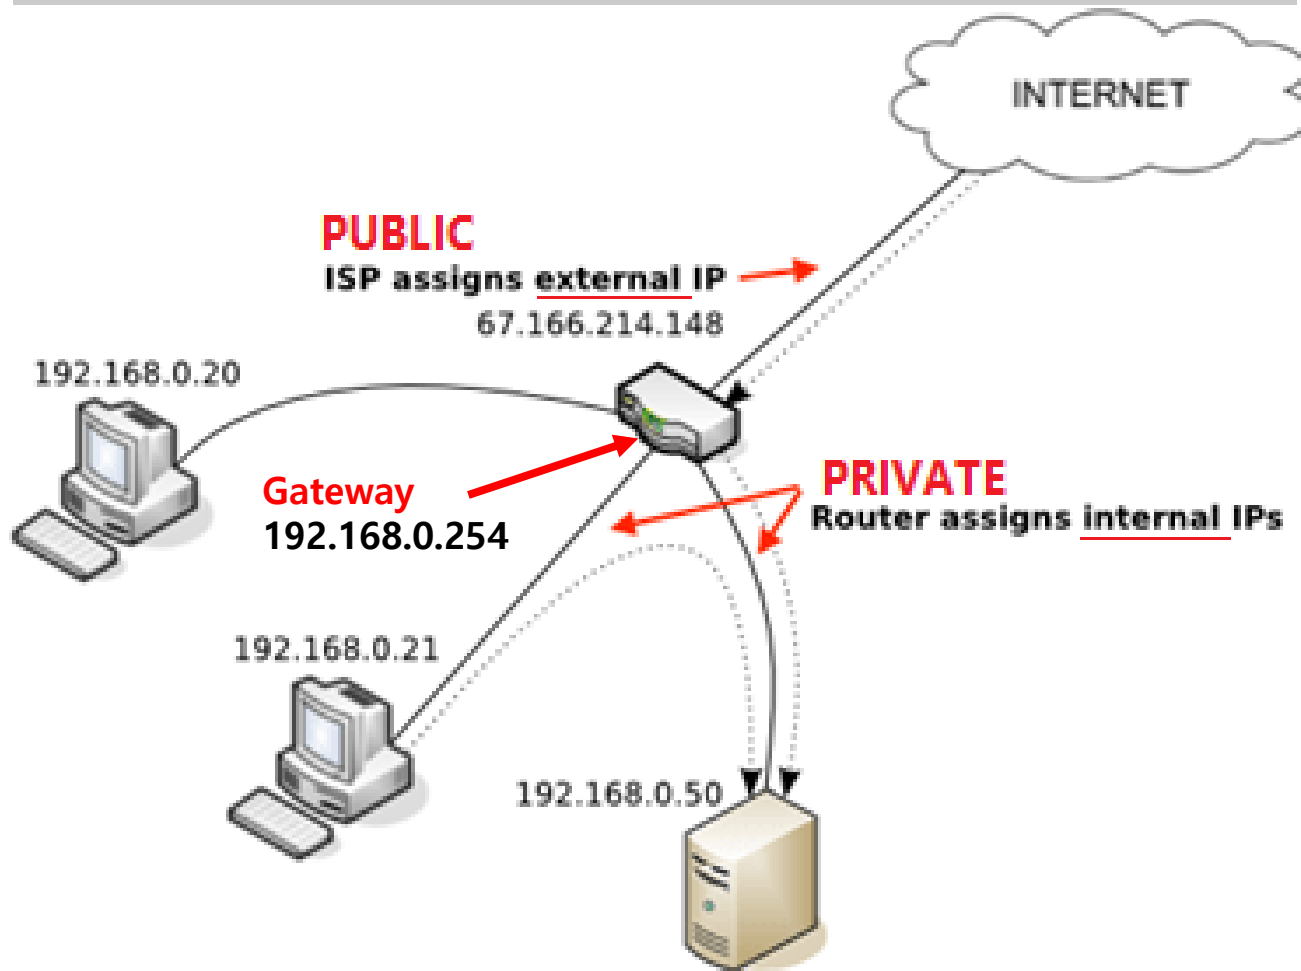 INTERNET
PUBLIC
ISP assigns external IP
67.166.214.148
192.168.0.20
Gateway
192.168.0.254
PRIVATE
Router assigns internal IPs
192.168.0.21
192.168.0.50